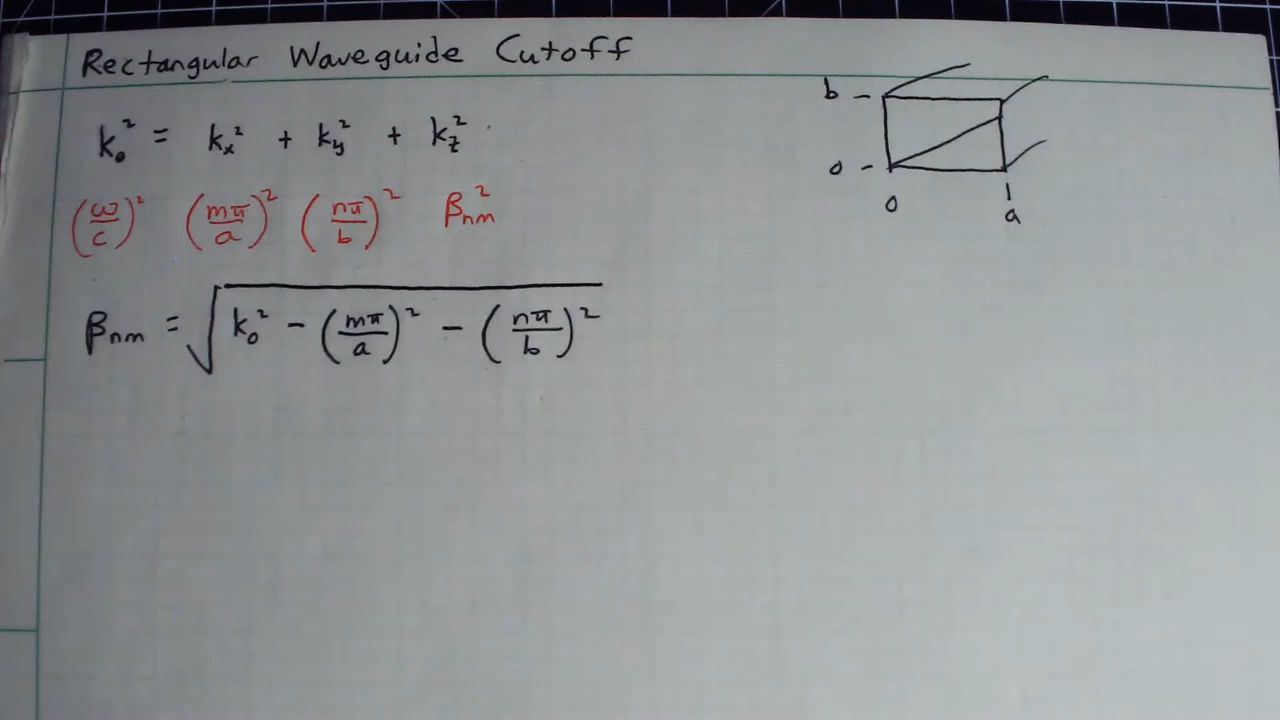 Rectangular Waveguide Cutoff
k₀² = kₓ² + k_y² + k_z²
(ω/c)² (mπ/a)² (nπ/b)² β_nm²
β_nm = √(k₀² − (mπ/a)² − (nπ/b)²)
b
0
0
a